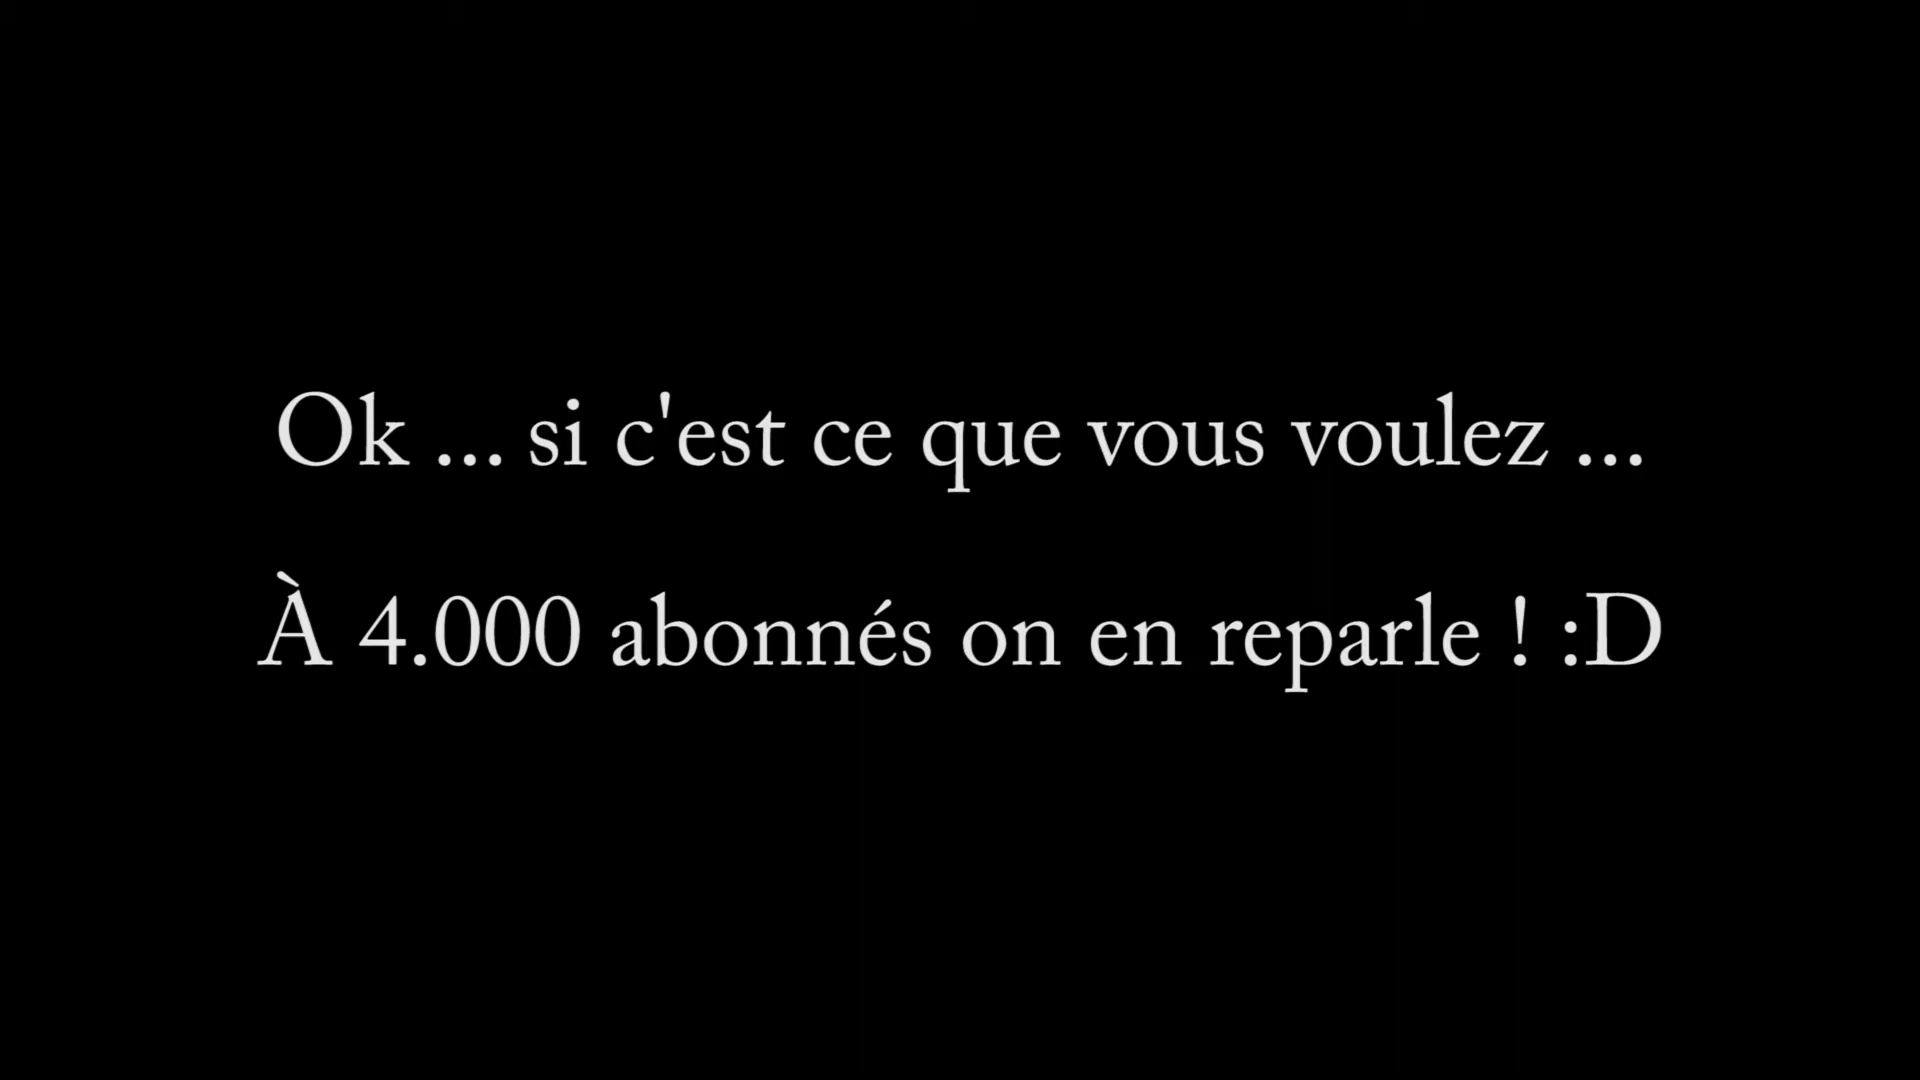 Ok ... si c'est ce que vous voulez ...
À 4.000 abonnés on en reparle ! :D